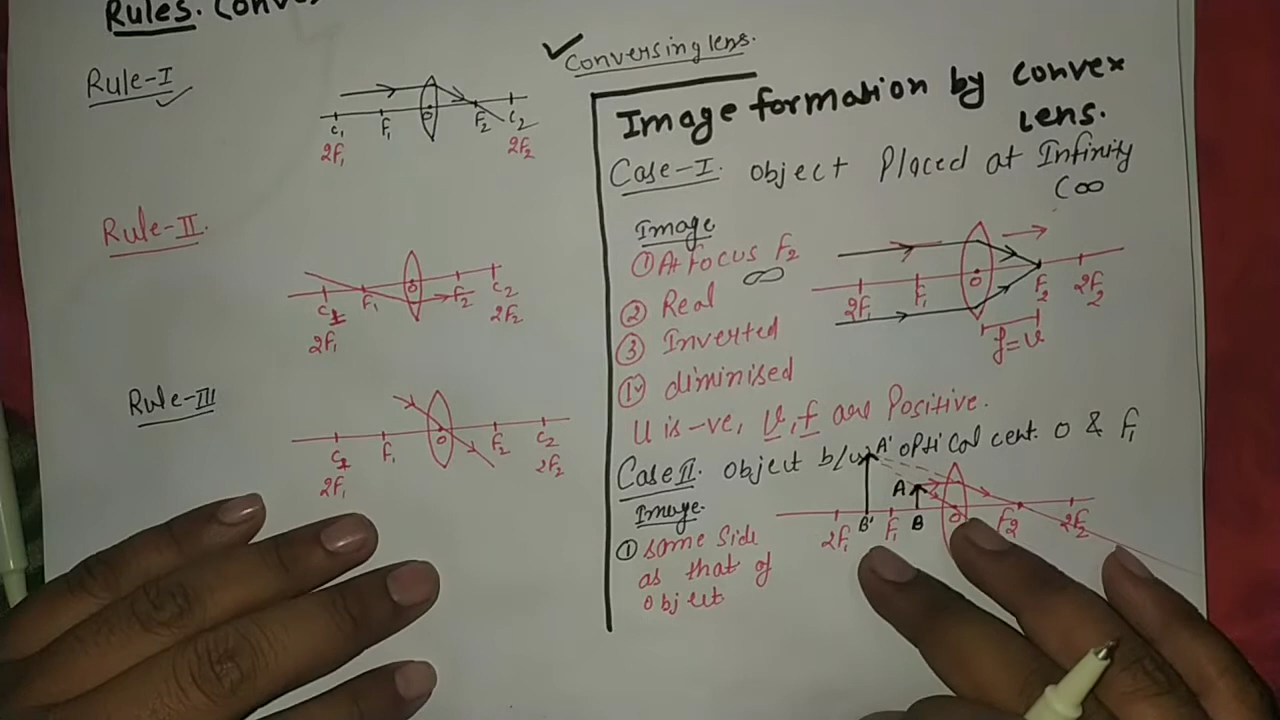 Rules. Conve
Rule-I
C1 F1 O F2 C2
2F1 2F2
Rule-II.
C1 F1 O F2 C2
2F1 2F2
Rule-III
C1 F1 O F2 C2
2F1 2F2
✓ Conversing lens.
Image formation by convex
lens.
Case-I. object Placed at Infinity
(∞
Image
① At focus F2
∞
② Real
③ Inverted
IV diminised
U is -ve, v, f are Positive.
2F1 F1 O F2 2F2
f=v
Case II. object b/w optical cent. O & F1
Image.
① Same side
as that of
object
A' A
2F1 B' F1 B O F2 2F2